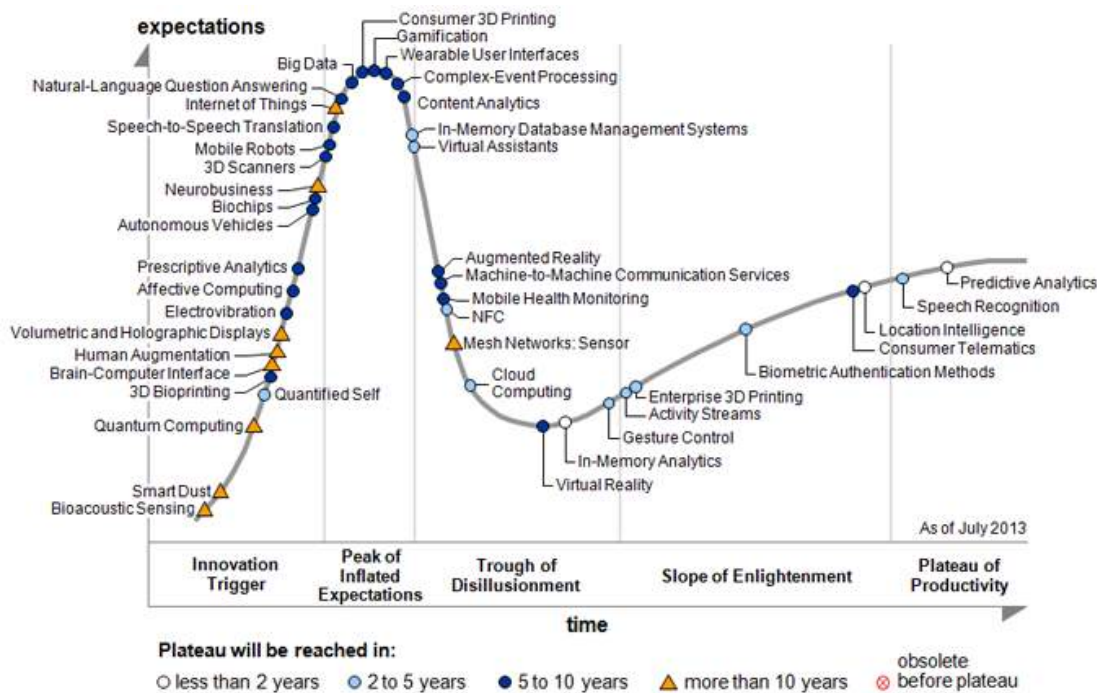 expectations
Consumer 3D Printing
Gamification
Wearable User Interfaces
Big Data
Complex-Event Processing
Natural-Language Question Answering
Content Analytics
Internet of Things
Speech-to-Speech Translation
In-Memory Database Management Systems
Virtual Assistants
Mobile Robots
3D Scanners
Neurobusiness
Biochips
Autonomous Vehicles
Augmented Reality
Machine-to-Machine Communication Services
Mobile Health Monitoring
NFC
Prescriptive Analytics
Affective Computing
Electrovibration
Volumetric and Holographic Displays
Human Augmentation
Brain-Computer Interface
3D Bioprinting
Quantified Self
Quantum Computing
Smart Dust
Bioacoustic Sensing
Mesh Networks: Sensor
Cloud
Computing
Predictive Analytics
Speech Recognition
Location Intelligence
Consumer Telematics
Biometric Authentication Methods
Enterprise 3D Printing
Activity Streams
Gesture Control
In-Memory Analytics
Virtual Reality
As of July 2013
Innovation
Trigger
Peak of
Inflated
Expectations
Trough of
Disillusionment
Slope of Enlightenment
Plateau of
Productivity
time
Plateau will be reached in:
less than 2 years
2 to 5 years
5 to 10 years
more than 10 years
obsolete
before plateau